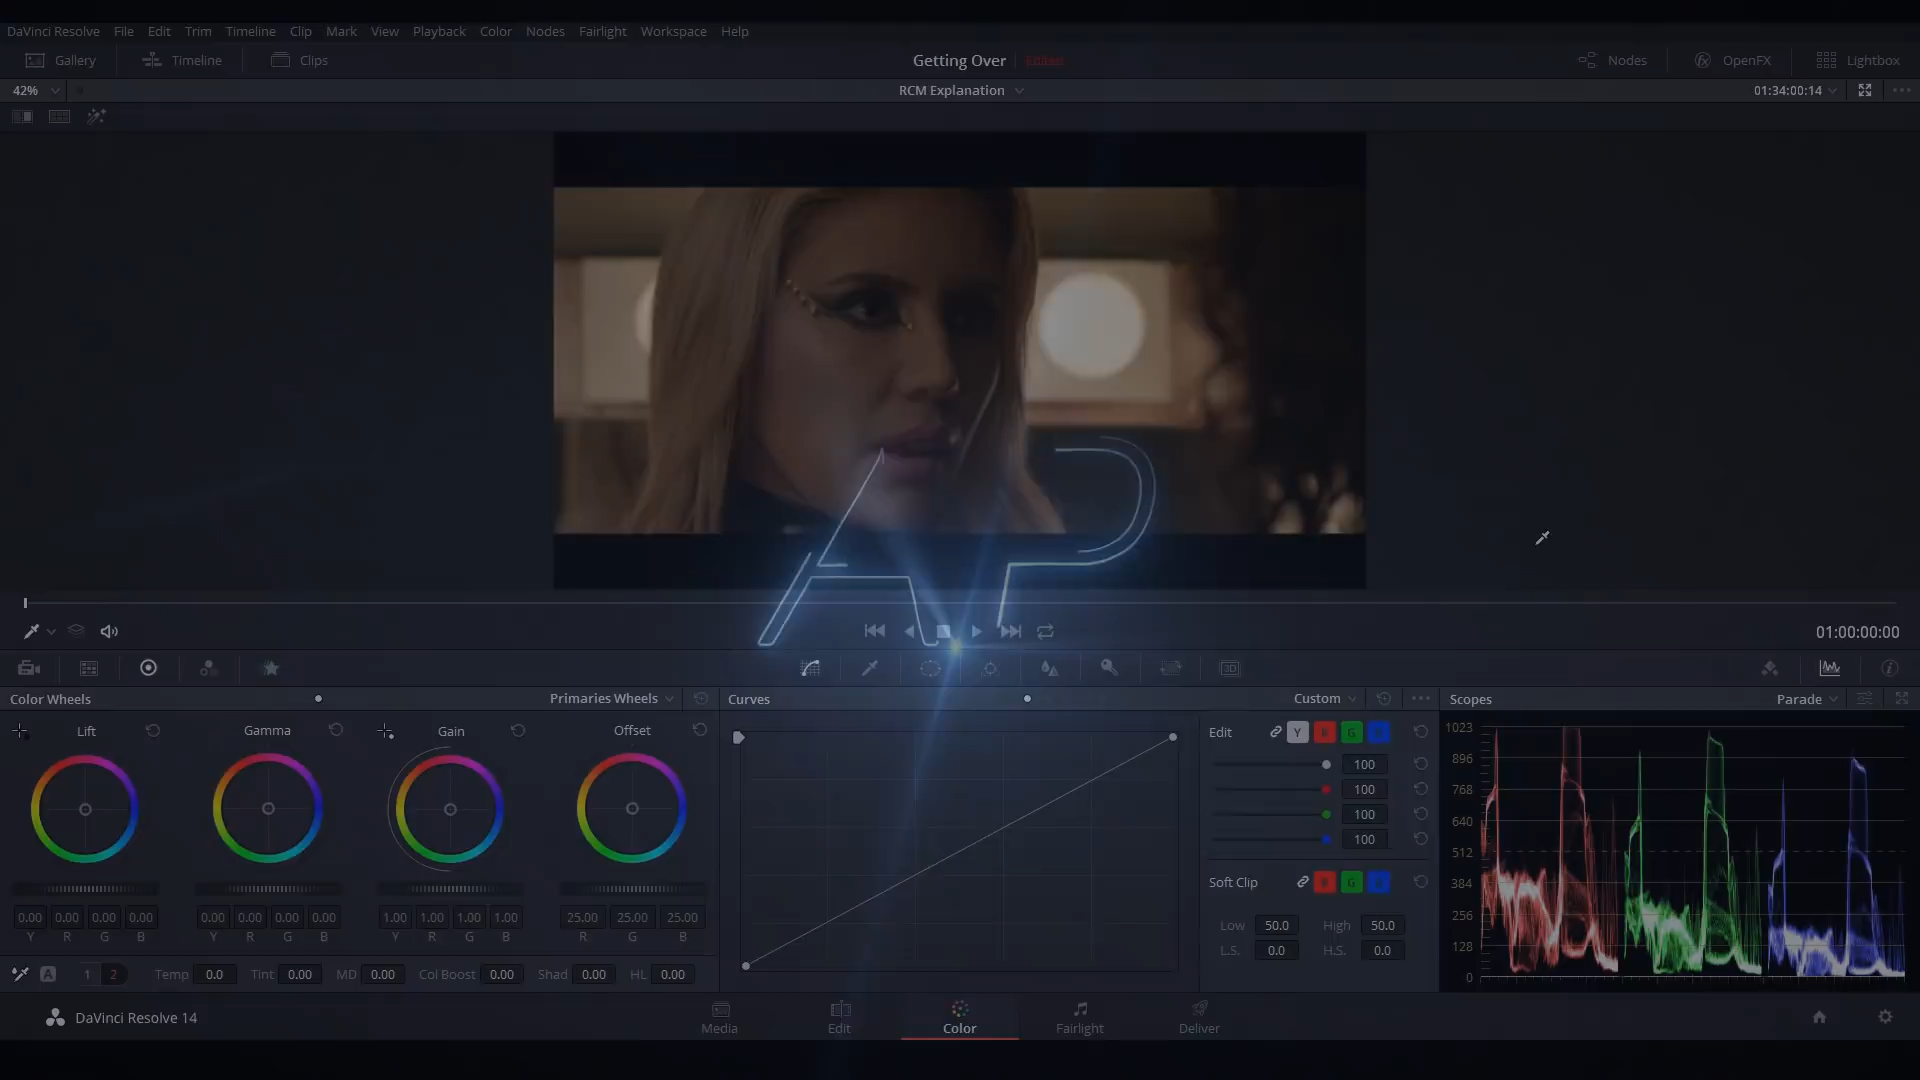 DaVinci Resolve File Edit Trim Timeline Clip Mark View Playback Color Nodes Fairlight Workspace Help
Gallery Timeline Clips Getting Over Edited Nodes OpenFX Lightbox
42% RCM Explanation 01:34:00:14
AP
01:00:00:00
3D
Color Wheels Primaries Wheels Curves Custom Scopes Parade
Lift Gamma Gain Offset Edit Y R G
1023
896
100
768
100
640
100
512
100
384
Soft Clip G
256
0.00 0.00 0.00 0.00 0.00 0.00 0.00 0.00 1.00 1.00 1.00 1.00 25.00 25.00 25.00
Y R G B Y R G B Y R G B R G B
Low 50.0 High 50.0
128
L.S. 0.0 H.S. 0.0
0
A 1 2 Temp 0.0 Tint 0.00 MD 0.00 Col Boost 0.00 Shad 0.00 HL 0.00
DaVinci Resolve 14 Media Edit Color Fairlight Deliver